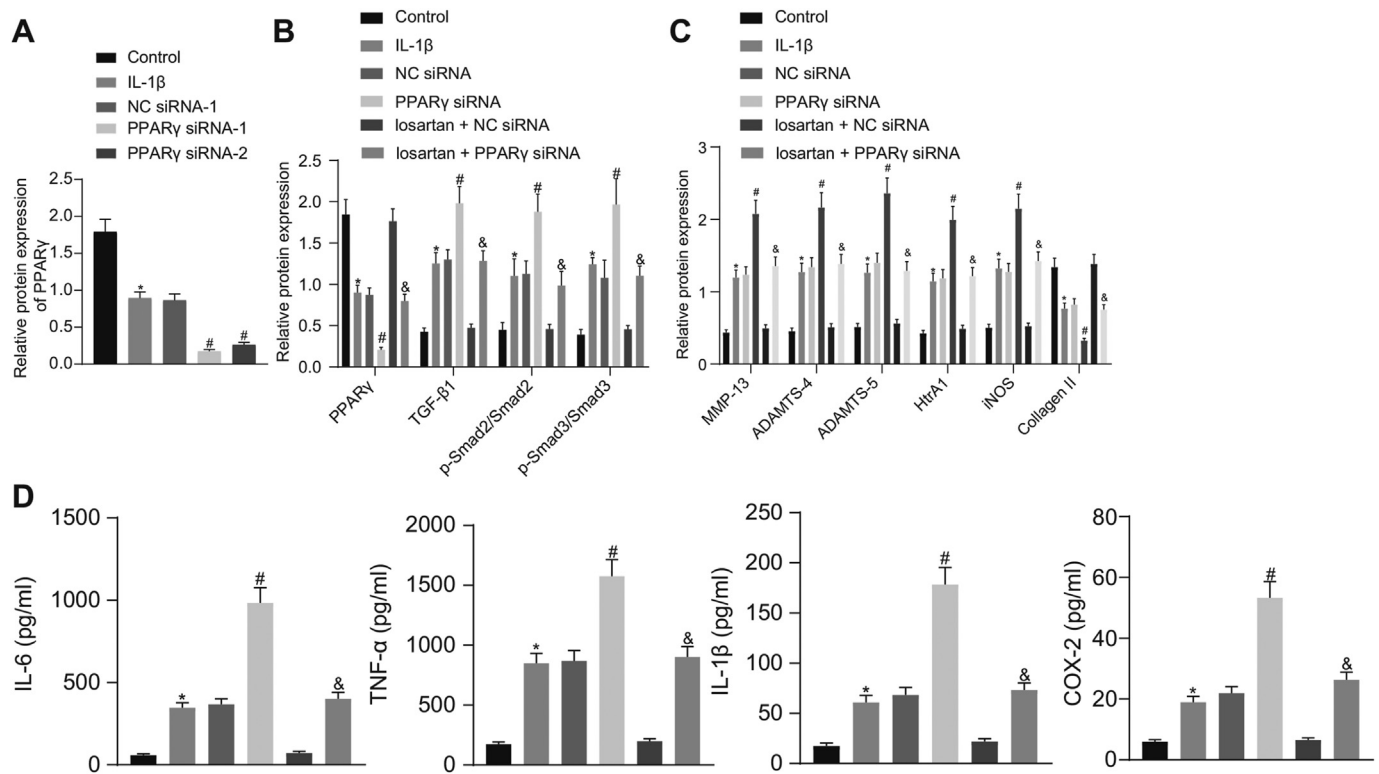 A
Control
IL-1β
NC siRNA-1
PPARγ siRNA-1
PPARγ siRNA-2
Relative protein expression
of PPARγ
2.5
2.0
1.5
1.0
0.5
0.0
*
#
#
B
Control
IL-1β
NC siRNA
PPARγ siRNA
losartan + NC siRNA
losartan + PPARγ siRNA
Relative protein expression
2.5
2.0
1.5
1.0
0.5
0.0
*
#
&
*
#
&
*
#
&
*
#
&
PPARγ
TGF-β1
p-Smad2/Smad2
p-Smad3/Smad3
C
Control
IL-1β
NC siRNA
PPARγ siRNA
losartan + NC siRNA
losartan + PPARγ siRNA
Relative protein expression
3
2
1
0
*
#
&
*
#
&
*
#
&
*
#
&
*
#
&
*
#
&
MMP-13
ADAMTS-4
ADAMTS-5
HtrA1
iNOS
Collagen II
D
IL-6 (pg/ml)
1500
1000
500
0
*
#
&
TNF-α (pg/ml)
2000
1500
1000
500
0
*
#
&
IL-1β (pg/ml)
250
200
150
100
50
0
*
#
&
COX-2 (pg/ml)
80
60
40
20
0
*
#
&